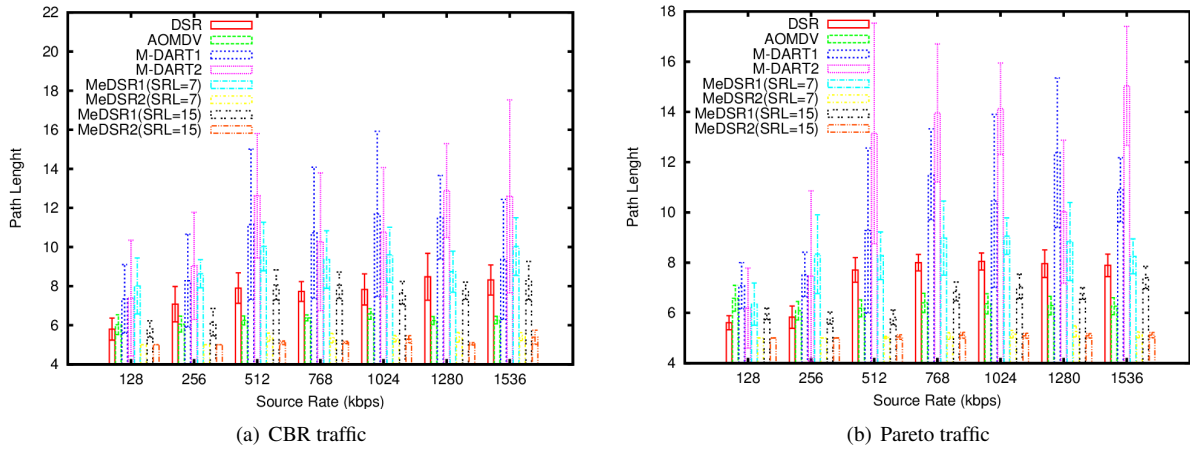 DSR
AOMDV
M-DART1
M-DART2
MeDSR1(SRL=7)
MeDSR2(SRL=7)
MeDSR1(SRL=15)
MeDSR2(SRL=15)
22
20
18
16
14
12
10
8
6
4
Path Lenght
128 256 512 768 1024 1280 1536
Source Rate (kbps)
(a) CBR traffic
DSR
AOMDV
M-DART1
M-DART2
MeDSR1(SRL=7)
MeDSR2(SRL=7)
MeDSR1(SRL=15)
MeDSR2(SRL=15)
18
16
14
12
10
8
6
4
Path Lenght
128 256 512 768 1024 1280 1536
Source Rate (kbps)
(b) Pareto traffic